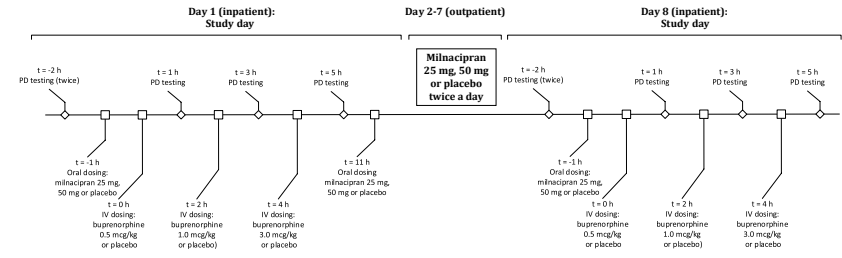 Day 1 (inpatient):
Study day
Day 2-7 (outpatient)
Day 8 (inpatient):
Study day
Milnacipran
25 mg, 50 mg
or placebo
twice a day
t = -2 h
PD testing (twice)
t = 1 h
PD testing
t = 3 h
PD testing
t = 5 h
PD testing
t = -2 h
PD testing (twice)
t = 1 h
PD testing
t = 3 h
PD testing
t = 5 h
PD testing
t = -1 h
Oral dosing:
milnacipran 25 mg,
50 mg or placebo
t = 0 h
IV dosing:
buprenorphine
0.5 mcg/kg
or placebo
t = 2 h
IV dosing:
buprenorphine
1.0 mcg/kg
or placebo)
t = 4 h
IV dosing:
buprenorphine
3.0 mcg/kg
or placebo
t = 11 h
Oral dosing:
milnacipran 25 mg,
50 mg or placebo
t = -1 h
Oral dosing:
milnacipran 25 mg,
50 mg or placebo
t = 0 h
IV dosing:
buprenorphine
0.5 mcg/kg
or placebo
t = 2 h
IV dosing:
buprenorphine
1.0 mcg/kg
or placebo)
t = 4 h
IV dosing:
buprenorphine
3.0 mcg/kg
or placebo